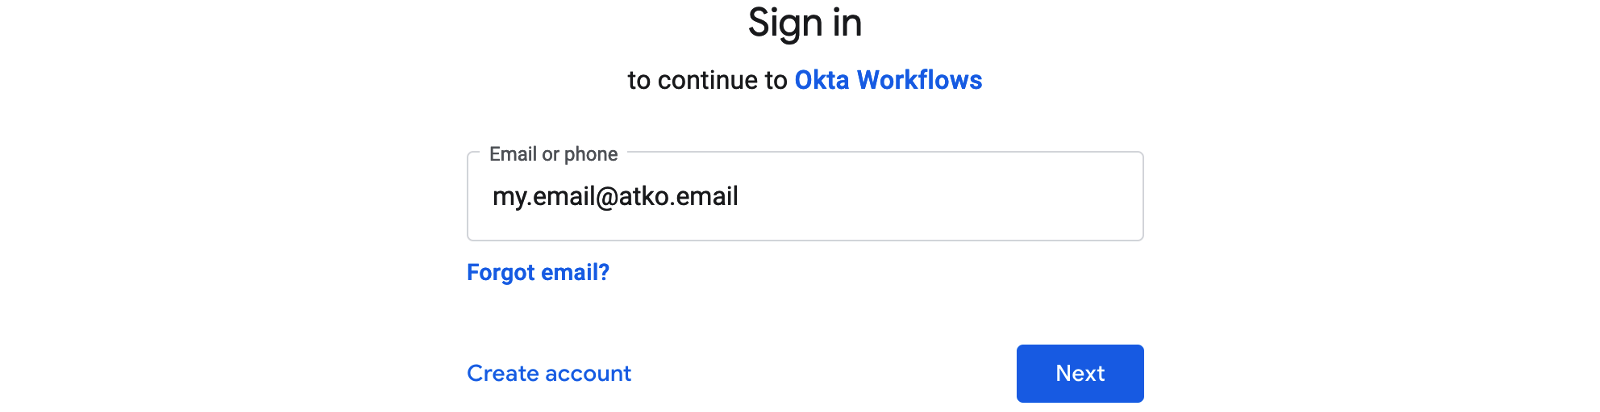 Sign in
to continue to Okta Workflows
Email or phone
my.email@atko.email
Forgot email?
Create account
Next